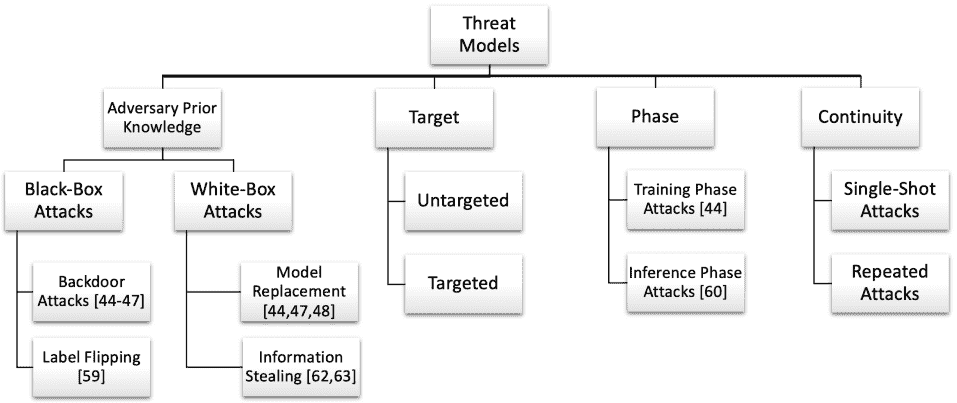 Threat
Models
Adversary Prior
Knowledge
Target
Phase
Continuity
Black-Box
Attacks
White-Box
Attacks
Untargeted
Training Phase
Attacks [44]
Single-Shot
Attacks
Backdoor
Attacks [44-47]
Model
Replacement
[44,47,48]
Targeted
Inference Phase
Attacks [60]
Repeated
Attacks
Label Flipping
[59]
Information
Stealing [62,63]